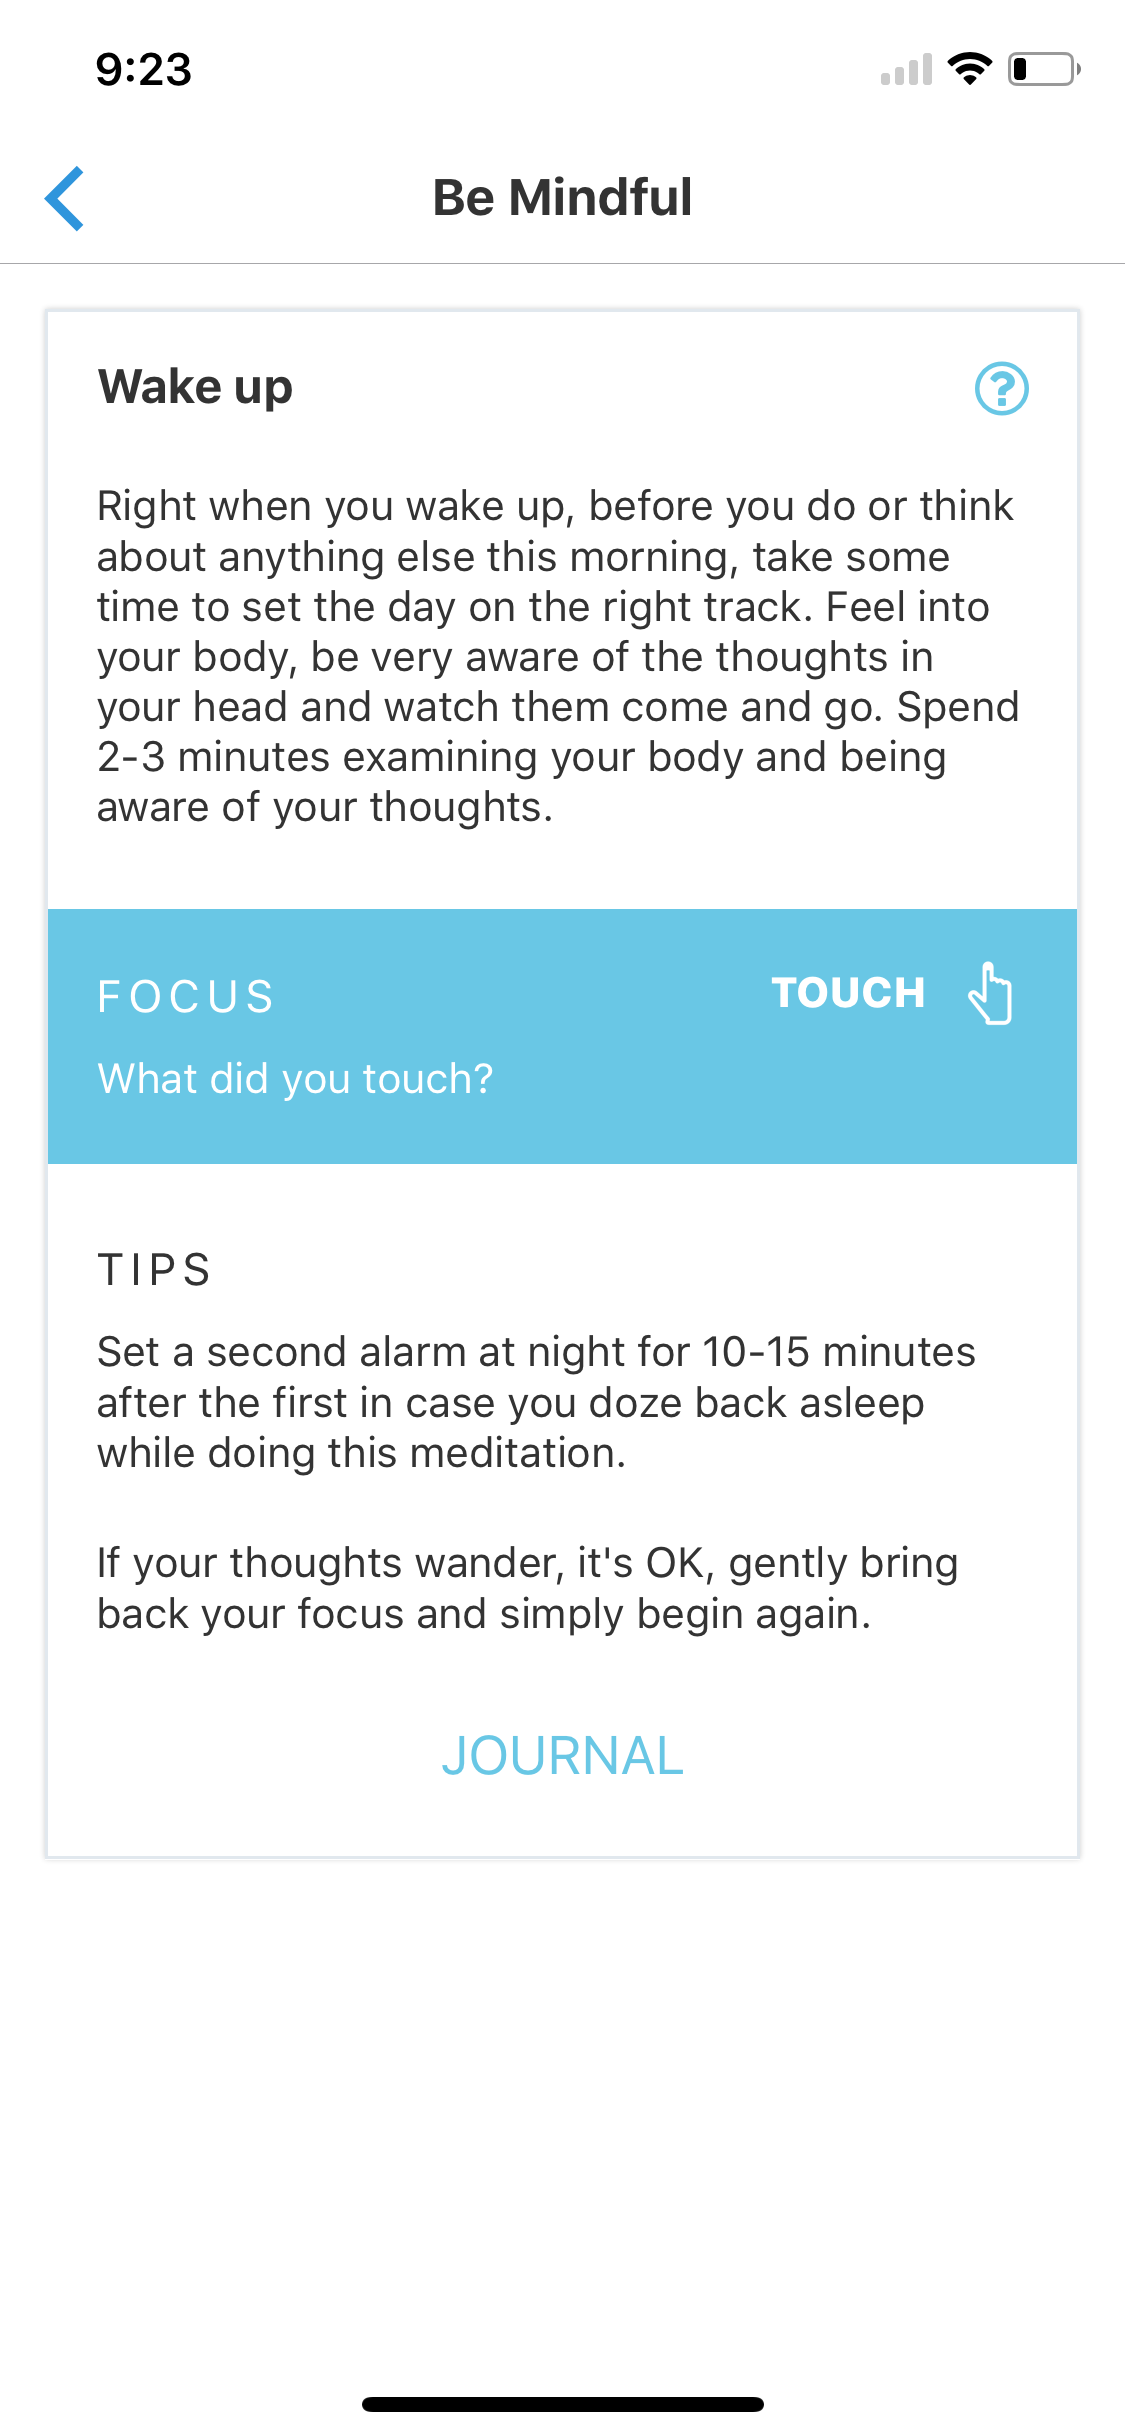 9:23
Be Mindful
Wake up
Right when you wake up, before you do or think
about anything else this morning, take some
time to set the day on the right track. Feel into
your body, be very aware of the thoughts in
your head and watch them come and go. Spend
2-3 minutes examining your body and being
aware of your thoughts.
FOCUS
TOUCH
What did you touch?
TIPS
Set a second alarm at night for 10-15 minutes
after the first in case you doze back asleep
while doing this meditation.
If your thoughts wander, it's OK, gently bring
back your focus and simply begin again.
JOURNAL